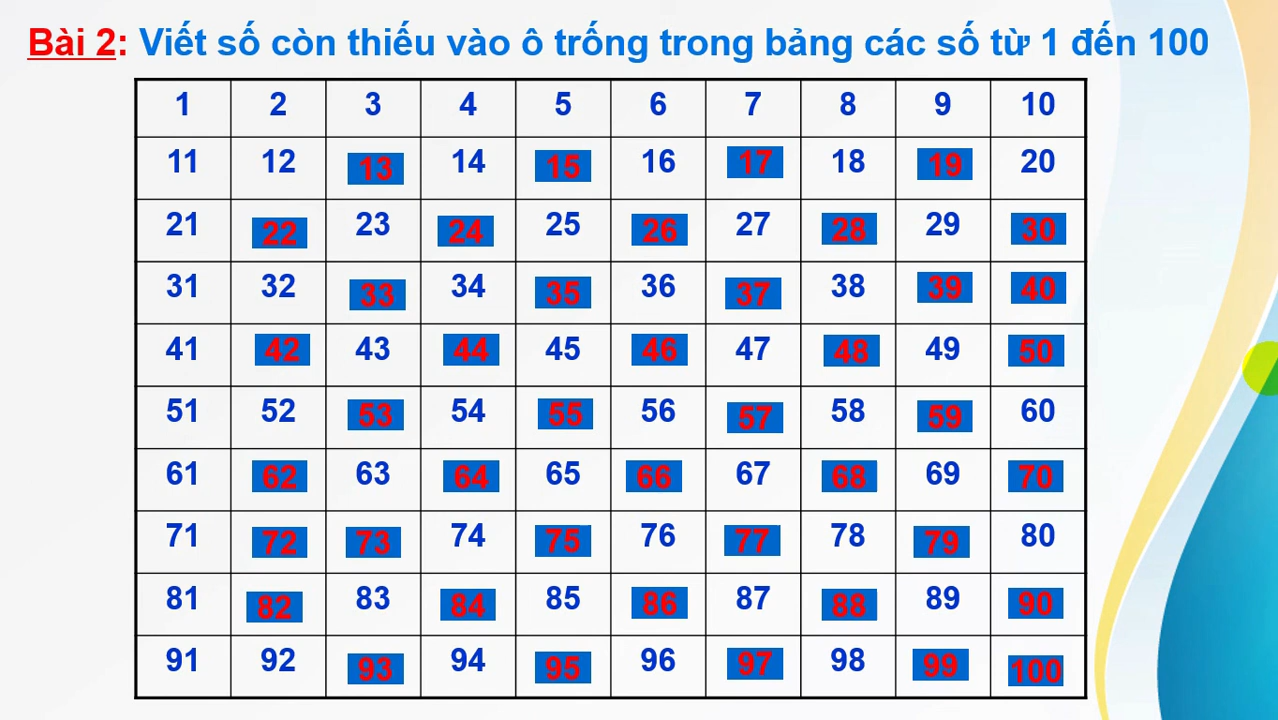 Bài 2: Viết số còn thiếu vào ô trống trong bảng các số từ 1 đến 100
1 2 3 4 5 6 7 8 9 10
11 12 13 14 15 16 17 18 19 20
21 22 23 24 25 26 27 28 29 30
31 32 33 34 35 36 37 38 39 40
41 42 43 44 45 46 47 48 49 50
51 52 53 54 55 56 57 58 59 60
61 62 63 64 65 66 67 68 69 70
71 72 73 74 75 76 77 78 79 80
81 82 83 84 85 86 87 88 89 90
91 92 93 94 95 96 97 98 99 100